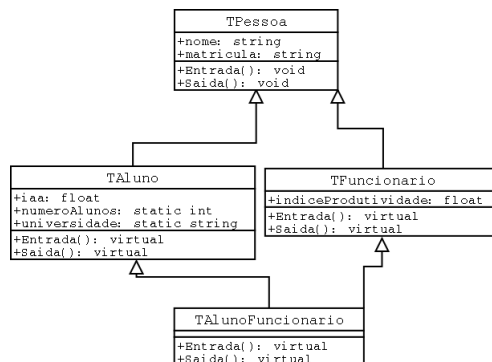 TPessoa
+nome: string
+matricula: string
+Entrada(): void
+Saida(): void
TAluno
+iaa: float
+numeroAlunos: static int
+universidade: static string
+Entrada(): virtual
+Saida(): virtual
TFuncionario
+indiceProdutividade: float
+Entrada(): virtual
+Saida(): virtual
TAlunoFuncionario
+Entrada(): virtual
+Saida(): virtual